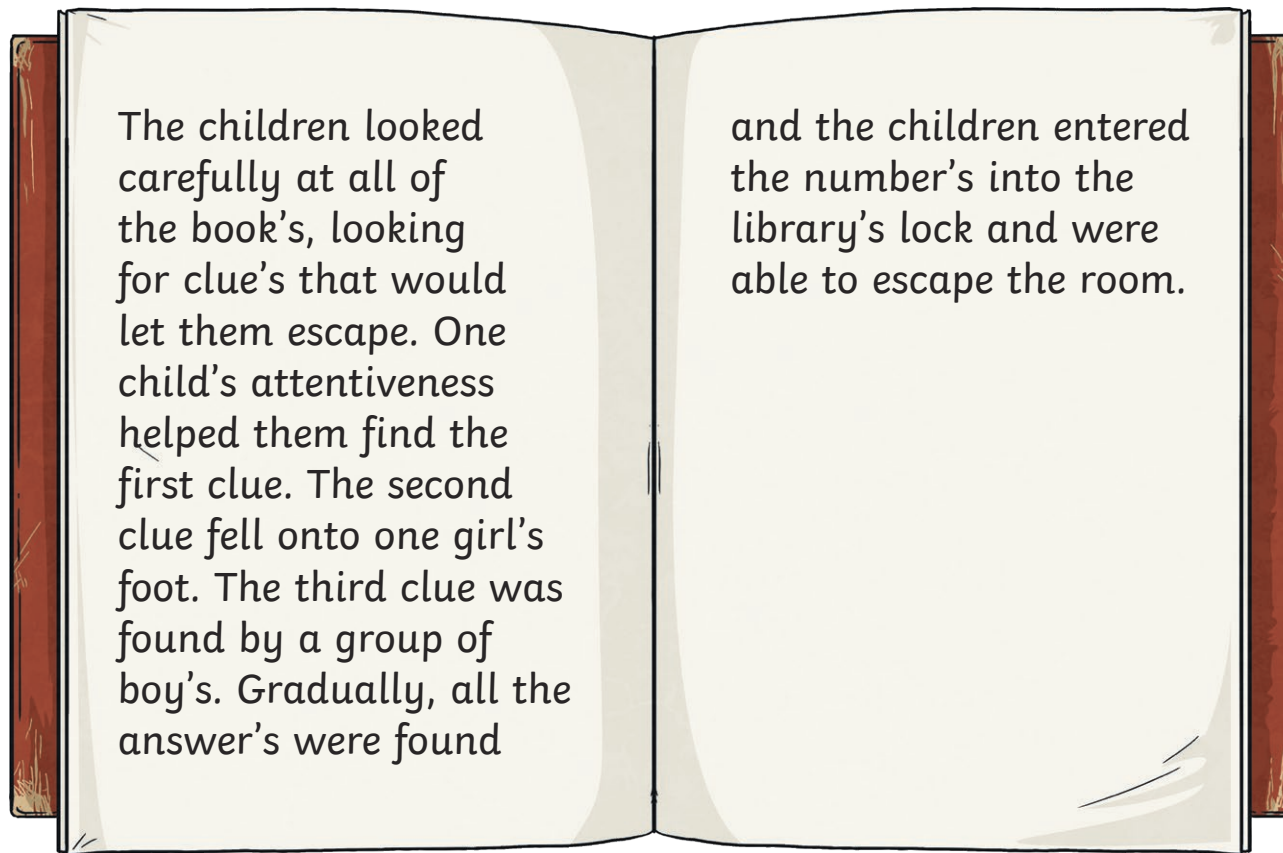 The children looked
carefully at all of
the book’s, looking
for clue’s that would
let them escape. One
child’s attentiveness
helped them find the
first clue. The second
clue fell onto one girl’s
foot. The third clue was
found by a group of
boy’s. Gradually, all the
answer’s were found
and the children entered
the number’s into the
library’s lock and were
able to escape the room.